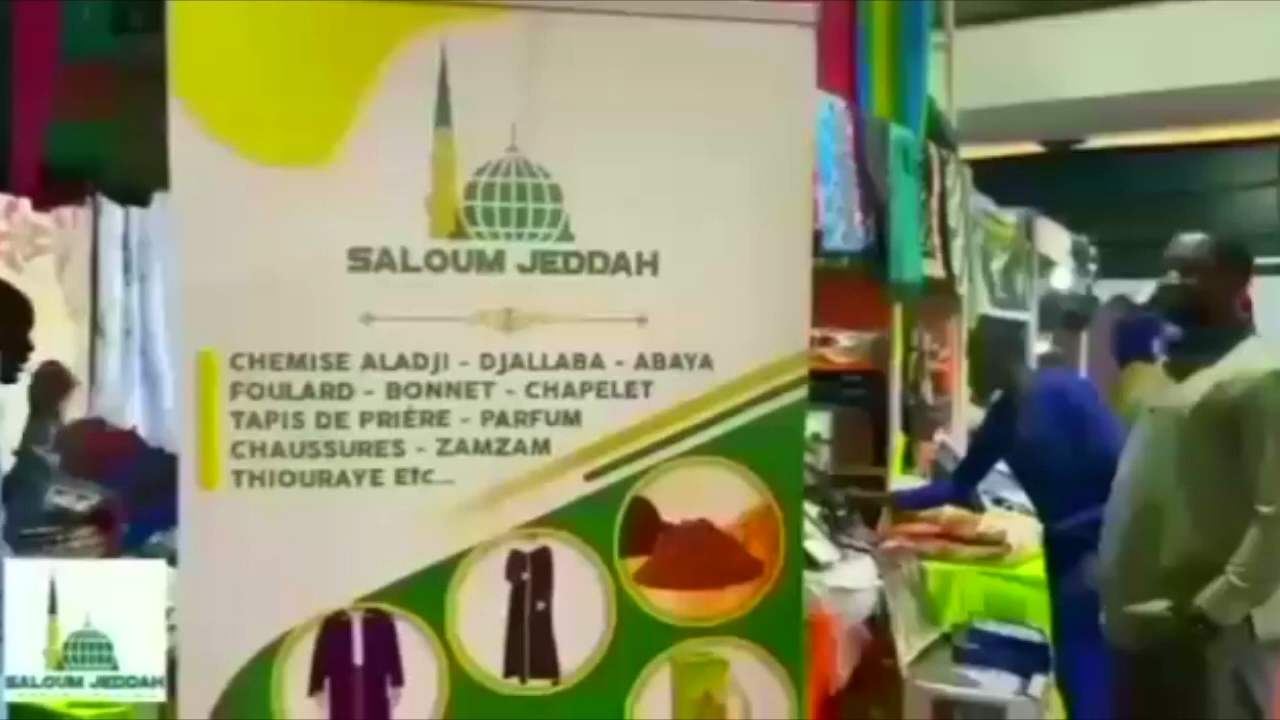 SALOUM JEDDAH
CHEMISE ALADJI - DJALLABA - ABAYA
FOULARD - BONNET - CHAPELET
TAPIS DE PRIÈRE - PARFUM
CHAUSSURES - ZAMZAM
THIOURAYE Etc...
SALOUM JEDDAH